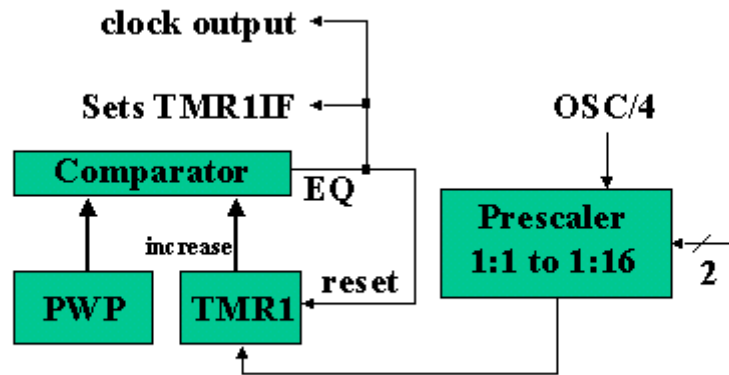 clock output
Sets TMR1IF
OSC/4
Comparator
EQ
Prescaler
1:1 to 1:16
increase
2
reset
PWP
TMR1